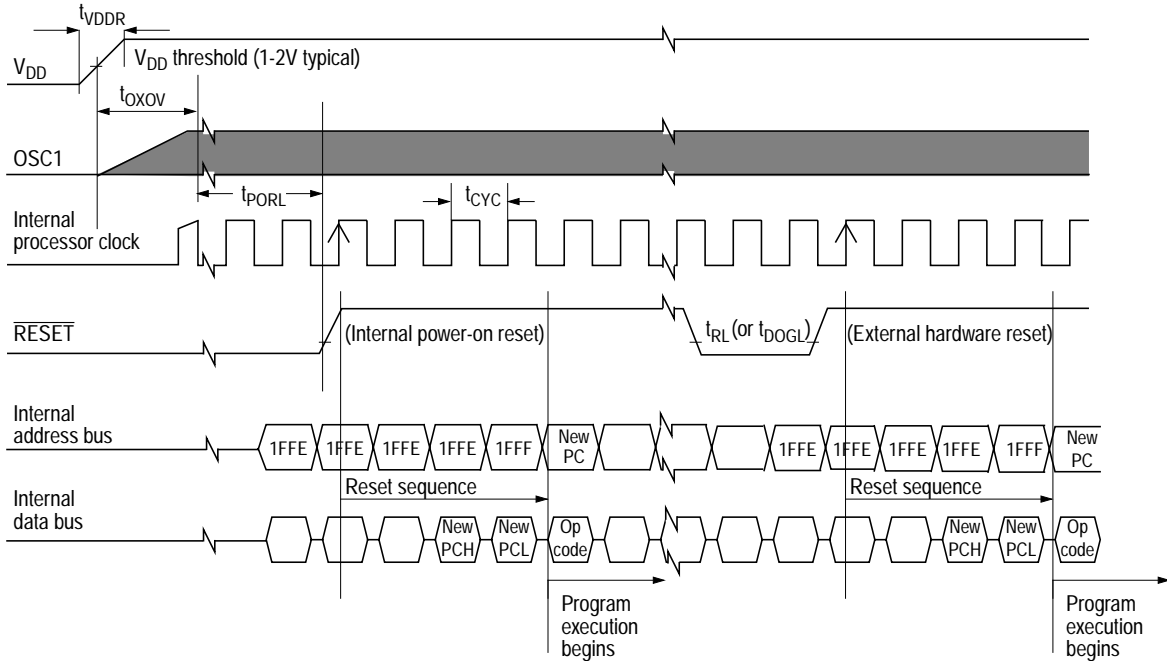 tVDDR
VDD
VDD threshold (1-2V typical)
tOXOV
OSC1
tPORL
tCYC
Internal
processor clock
RESET
(Internal power-on reset)
tRL (or tDOGL)
(External hardware reset)
Internal
address bus
1FFE 1FFE 1FFE 1FFE 1FFF New PC 1FFE 1FFE 1FFE 1FFE 1FFF New PC
Reset sequence
Reset sequence
Internal
data bus
New PCH New PCL Op code New PCH New PCL Op code
Program
execution
begins
Program
execution
begins